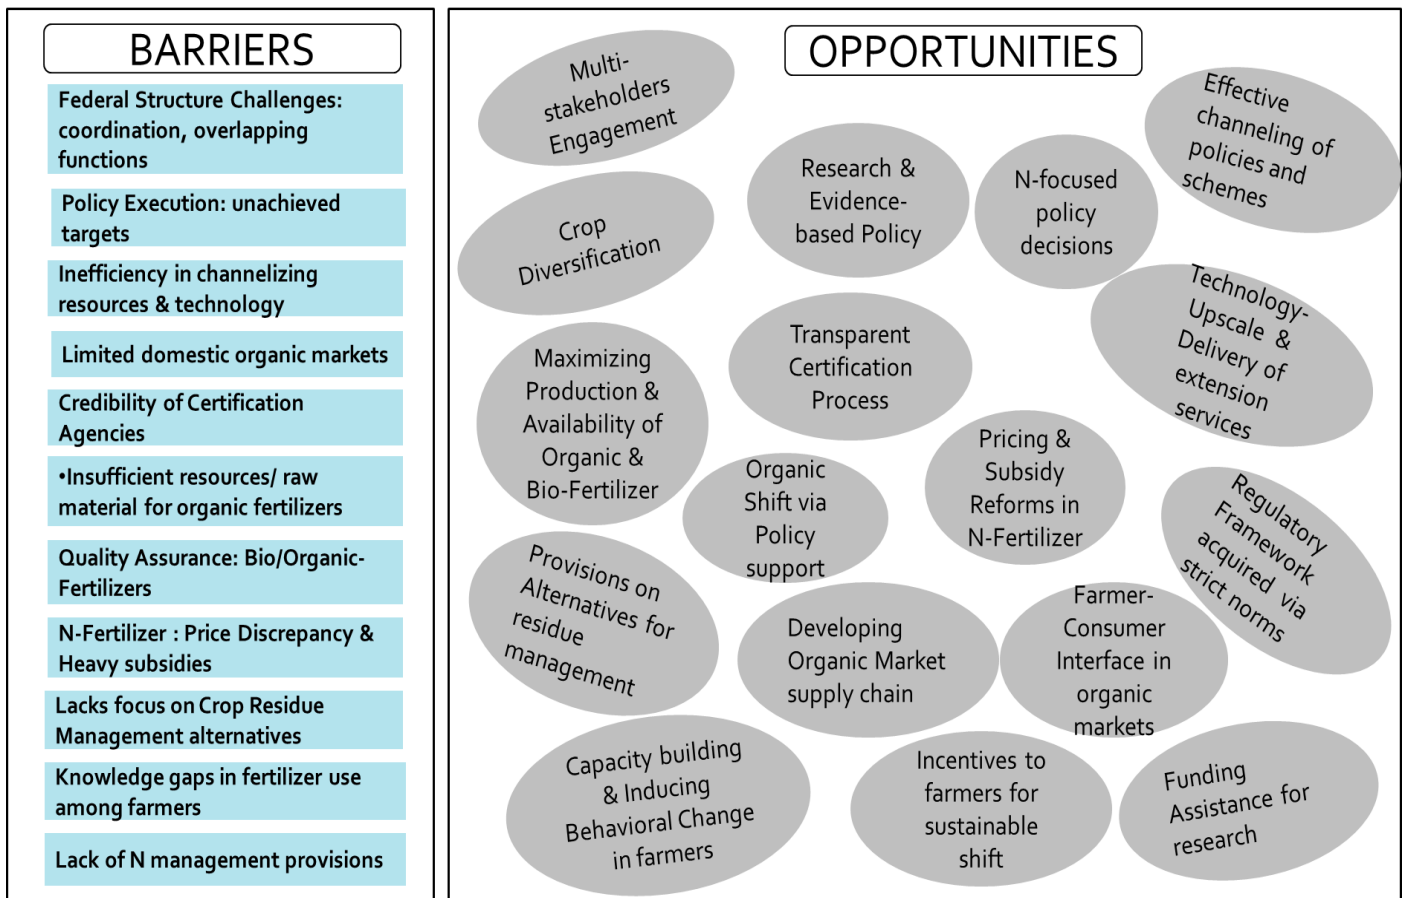 BARRIERS
Federal Structure Challenges:
coordination, overlapping
functions
Policy Execution: unachieved
targets
Inefficiency in channelizing
resources & technology
Limited domestic organic markets
Credibility of Certification
Agencies
•Insufficient resources/ raw
material for organic fertilizers
Quality Assurance: Bio/Organic-
Fertilizers
N-Fertilizer : Price Discrepancy &
Heavy subsidies
Lacks focus on Crop Residue
Management alternatives
Knowledge gaps in fertilizer use
among farmers
Lack of N management provisions
OPPORTUNITIES
Multi-
stakeholders
Engagement
Effective
channeling of
policies and
schemes
Research &
Evidence-
based Policy
N-focused
policy
decisions
Crop
Diversification
Technology-
Upscale &
Delivery of
extension
services
Transparent
Certification
Process
Maximizing
Production &
Availability of
Organic &
Bio-Fertilizer
Pricing &
Subsidy
Reforms in
N-Fertilizer
Organic
Shift via
Policy
support
Regulatory
Framework
acquired via
strict norms
Provisions on
Alternatives for
residue
management
Developing
Organic Market
supply chain
Farmer-
Consumer
Interface in
organic
markets
Capacity building
& Inducing
Behavioral Change
in farmers
Incentives to
farmers for
sustainable
shift
Funding
Assistance for
research